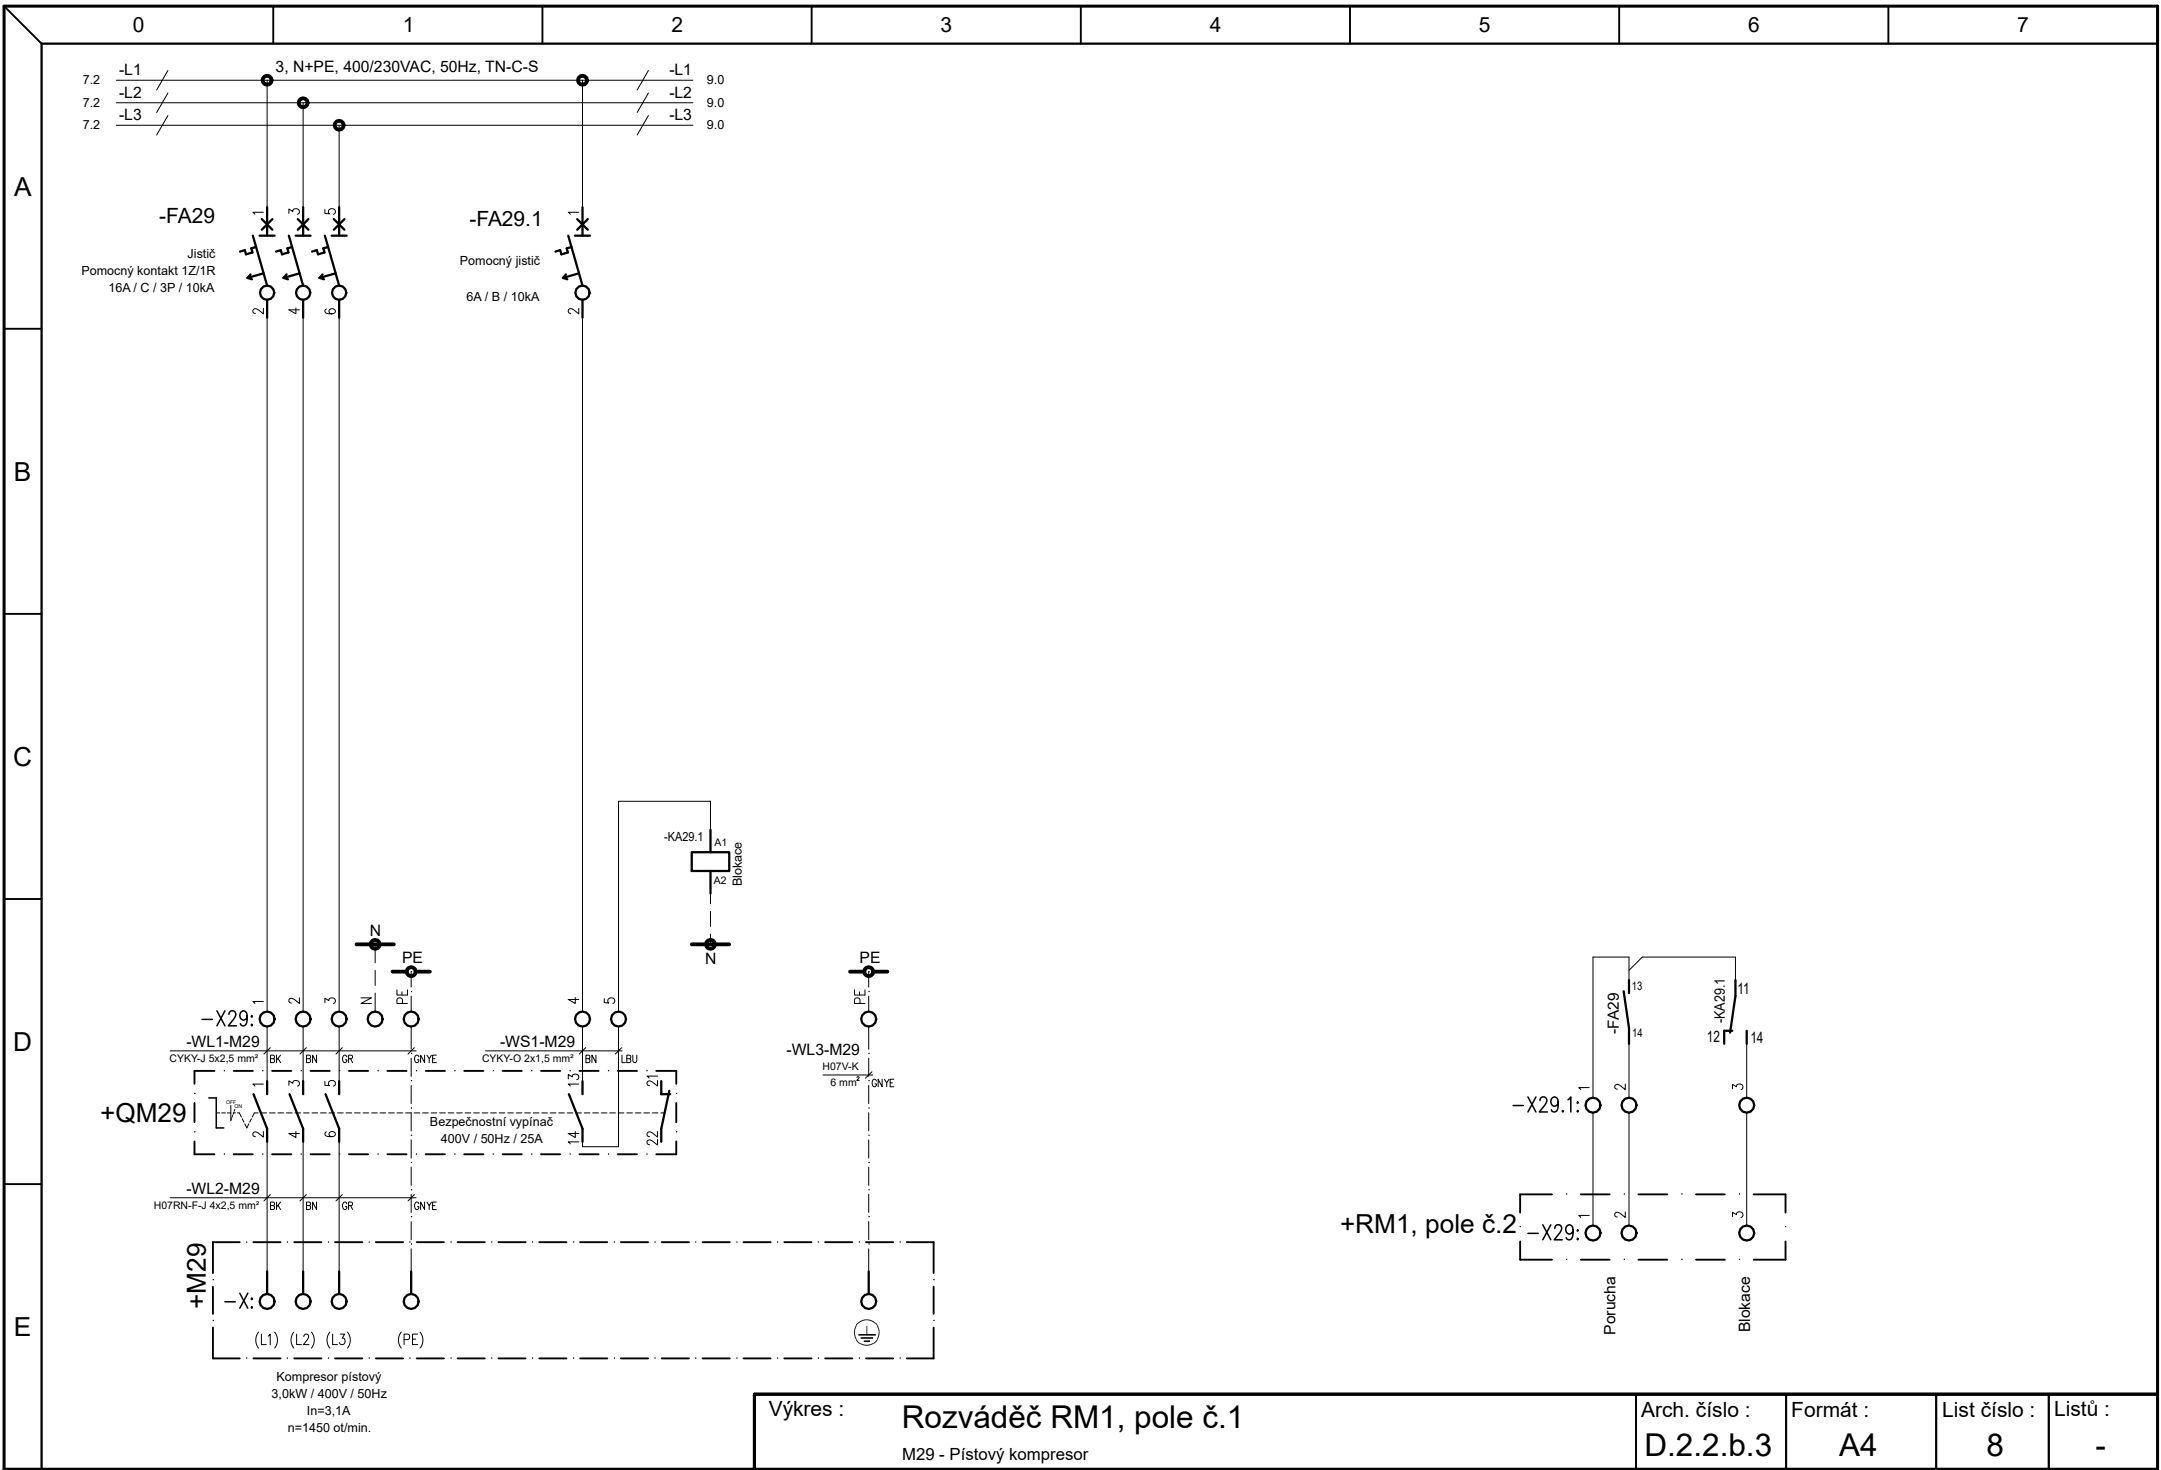 0 1 2 3 4 5 6 7
3, N+PE, 400/230VAC, 50Hz, TN-C-S
7.2 -L1 -L1 9.0
7.2 -L2 -L2 9.0
7.2 -L3 -L3 9.0
A
-FA29 1 3 5
Jistič
Pomocný kontakt 1Z/1R
16A / C / 3P / 10kA
2 4 6
-FA29.1 1
Pomocný jistič
6A / B / 10kA
2
B
C
-KA29.1 A1
A2
Blokace
N
D
N
PE
-X29: 1 2 3 N PE 4 5
-WL1-M29
CYKY-J 5x2,5 mm² BK BN GR GNYE
-WS1-M29
CYKY-O 2x1,5 mm² BN LBU
PE
PE
-WL3-M29
H07V-K
6 mm² GNYE
+QM29 OFF ON
1 3 5 13 21
2 4 6 14 22
Bezpečnostní vypínač
400V / 50Hz / 25A
-WL2-M29
H07RN-F-J 4x2,5 mm² BK BN GR GNYE
E
+M29
-X:
(L1) (L2) (L3) (PE)
Kompresor pístový
3,0kW / 400V / 50Hz
In=3,1A
n=1450 ot/min.
-FA29 13
14
-KA29.1 11
12 14
-X29.1: 1 2 3
+RM1, pole č.2
-X29: 1 2 3
Porucha
Blokace
Výkres :
Rozváděč RM1, pole č.1
M29 - Pístový kompresor
Arch. číslo :
D.2.2.b.3
Formát :
A4
List číslo :
8
Listů :
-